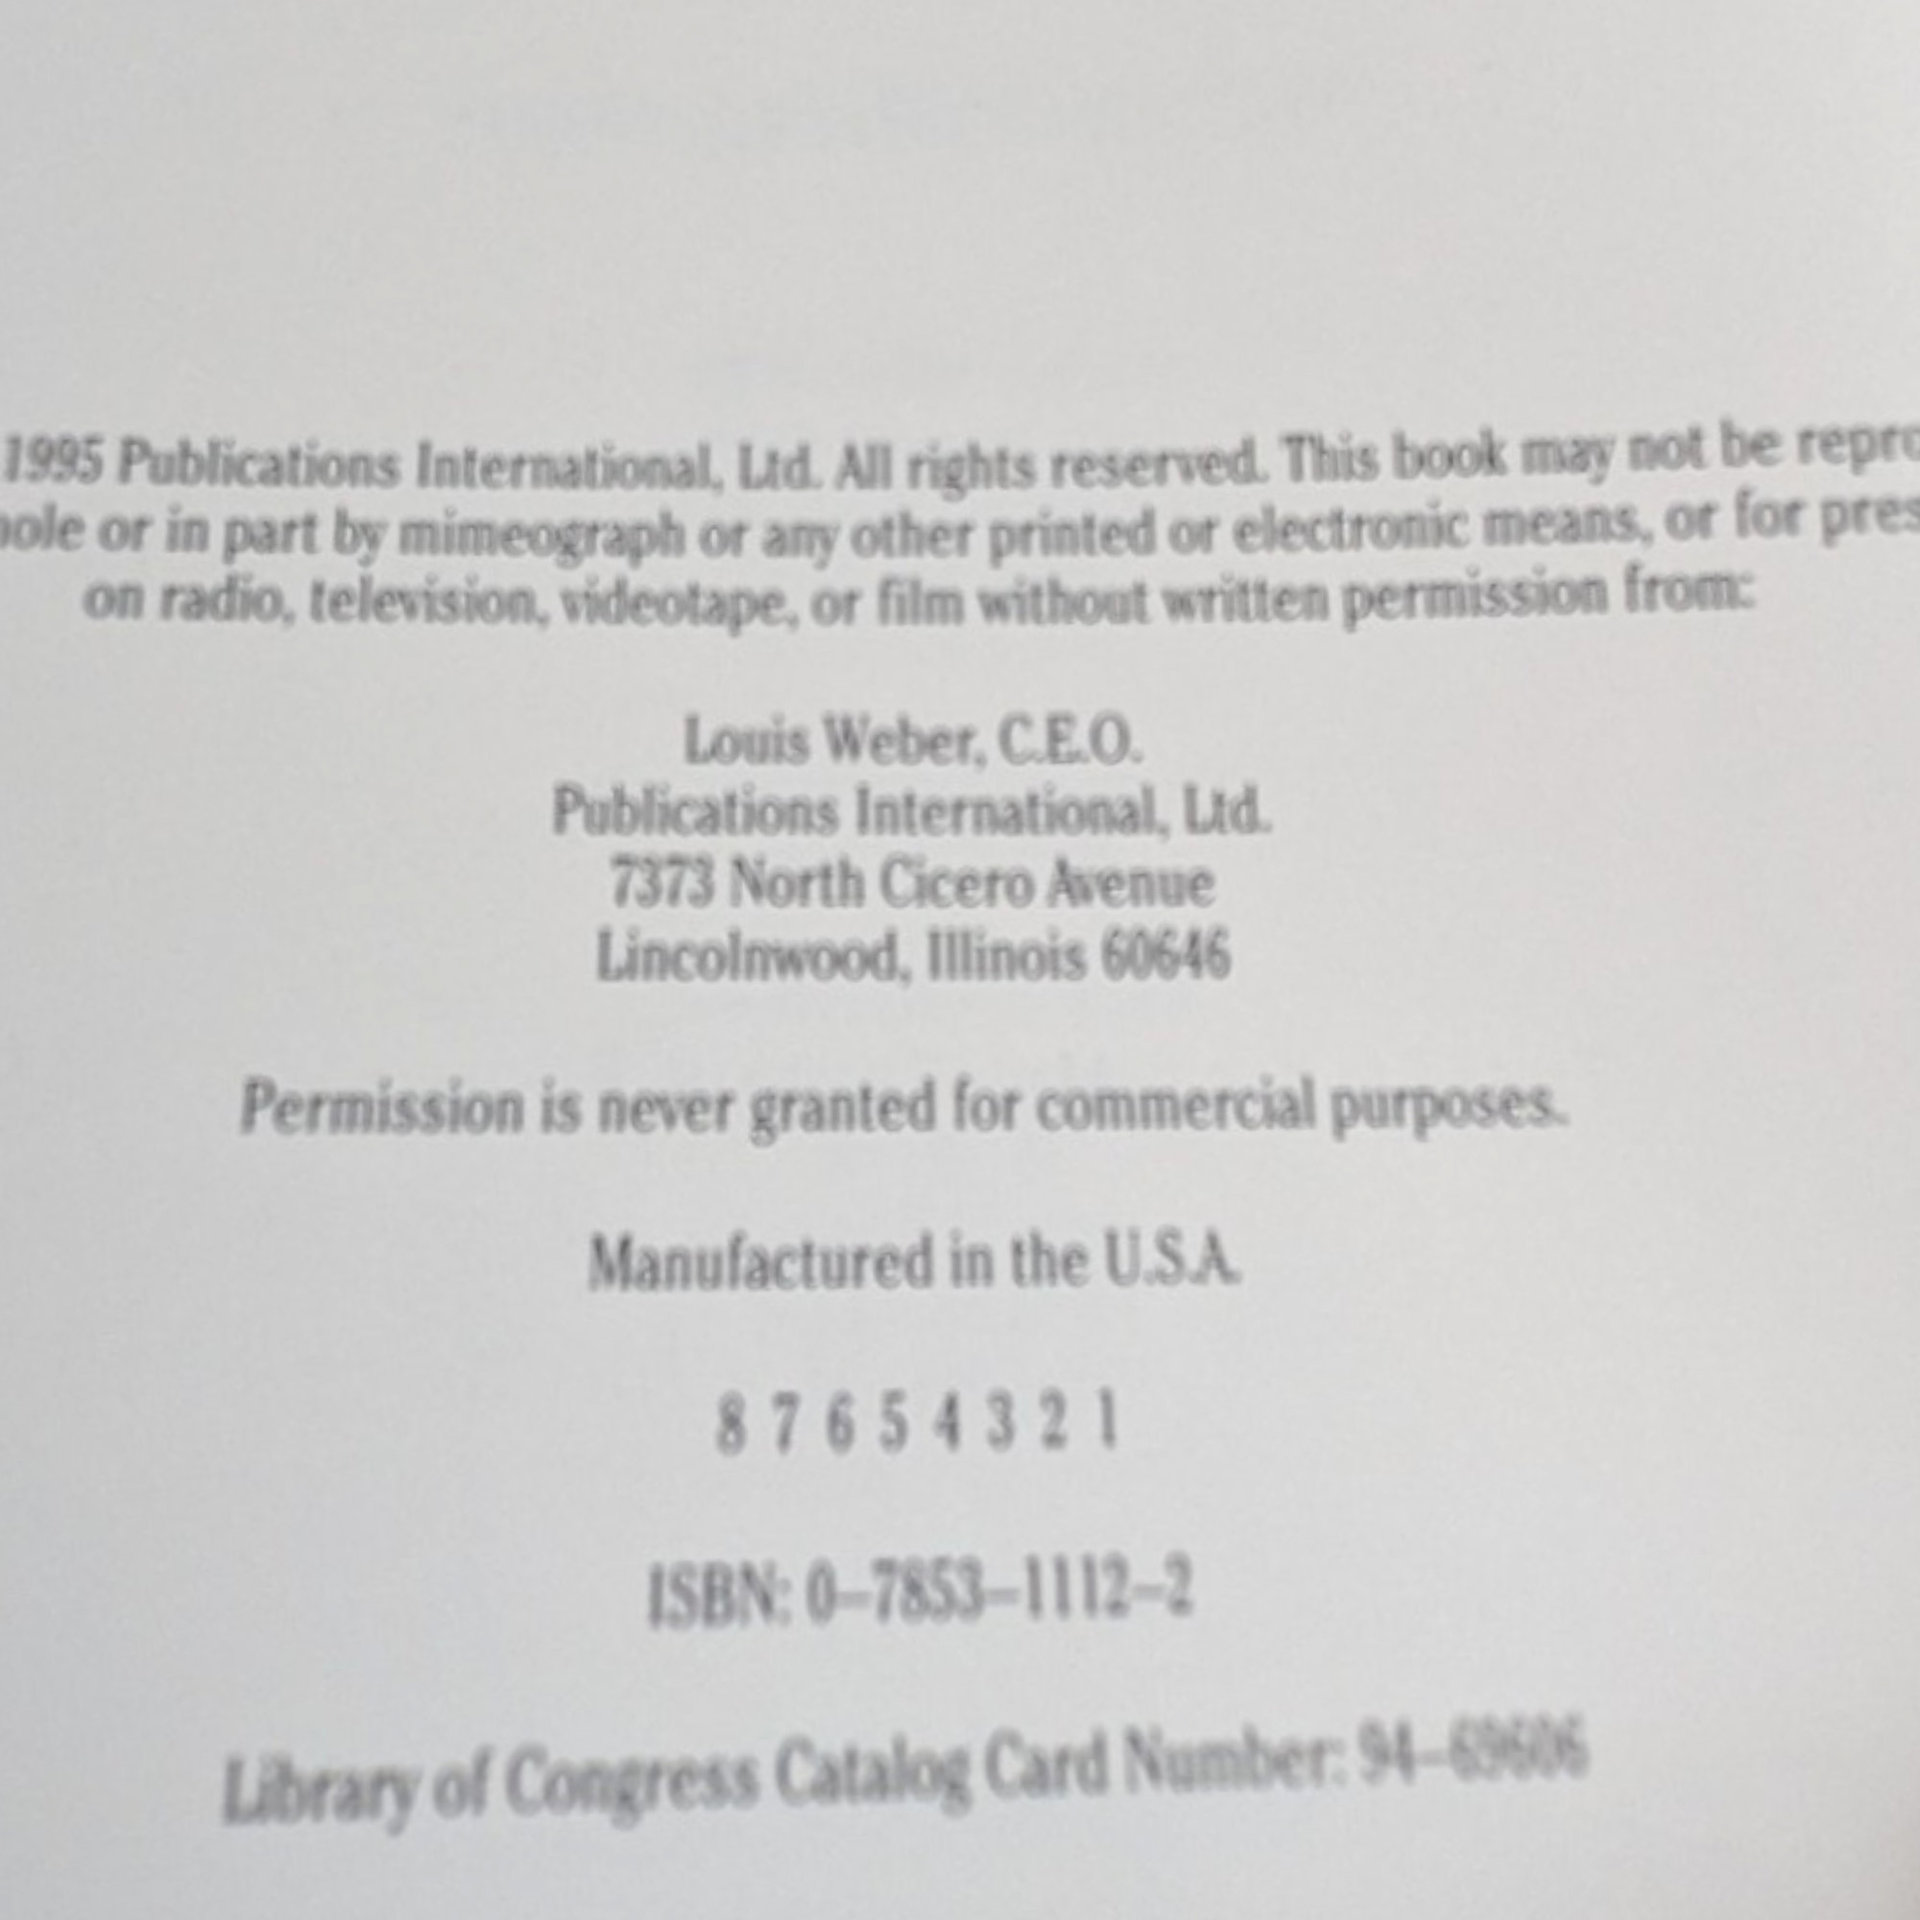 1995 Publications International, Ltd. All rights reserved. This book may not be repro
ole or in part by mimeograph or any other printed or electronic means, or for pres
on radio, television, videotape, or film without written permission from:
Louis Weber, C.E.O.
Publications International, Ltd.
7373 North Cicero Avenue
Lincolnwood, Illinois 60646
Permission is never granted for commercial purposes.
Manufactured in the U.S.A.
8 7 6 5 4 3 2 1
ISBN: 0–7853–1112–2
Library of Congress Catalog Card Number: 94–69606